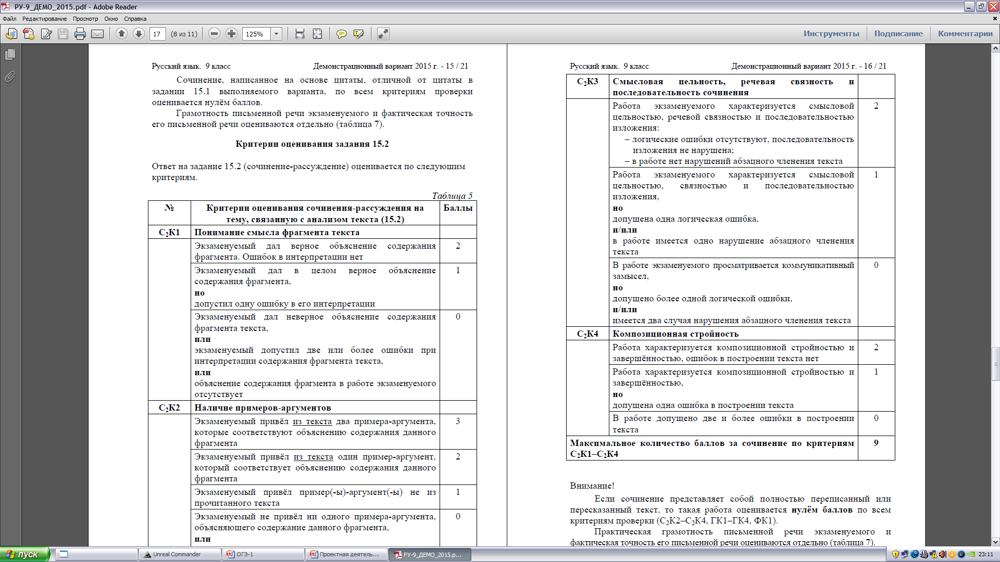 РУ-9_ДЕМО_2015.pdf - Adobe Reader
Файл Редактирование Просмотр Окно Справка
17 (8 из 11) 125% Инструменты Подписание Комментарии
Русский язык. 9 класс Демонстрационный вариант 2015 г. - 15 / 21
Сочинение, написанное на основе цитаты, отличной от цитаты в
задании 15.1 выполняемого варианта, по всем критериям проверки
оценивается нулём баллов.
Грамотность письменной речи экзаменуемого и фактическая точность
его письменной речи оцениваются отдельно (таблица 7).
Критерии оценивания задания 15.2
Ответ на задание 15.2 (сочинение-рассуждение) оценивается по следующим
критериям.
Таблица 5
№ Критерии оценивания сочинения-рассуждения на Баллы
тему, связанную с анализом текста (15.2)
С2К1 Понимание смысла фрагмента текста
Экзаменуемый дал верное объяснение содержания 2
фрагмента. Ошибок в интерпретации нет
Экзаменуемый дал в целом верное объяснение 1
содержания фрагмента,
но
допустил одну ошибку в его интерпретации
Экзаменуемый дал неверное объяснение содержания 0
фрагмента текста,
или
экзаменуемый допустил две или более ошибки при
интерпретации содержания фрагмента текста,
или
объяснение содержания фрагмента в работе экзаменуемого
отсутствует
С2К2 Наличие примеров-аргументов
Экзаменуемый привёл из текста два примера-аргумента, 3
которые соответствуют объяснению содержания данного
фрагмента
Экзаменуемый привёл из текста один пример-аргумент, 2
который соответствует объяснению содержания данного
фрагмента
Экзаменуемый привёл пример(-ы)-аргумент(-ы) не из 1
прочитанного текста
Экзаменуемый не привёл ни одного примера-аргумента, 0
объясняющего содержание данного фрагмента,
или
Русский язык. 9 класс Демонстрационный вариант 2015 г. - 16 / 21
С2К3 Смысловая цельность, речевая связность и
последовательность сочинения
Работа экзаменуемого характеризуется смысловой 2
цельностью, речевой связностью и последовательностью
изложения:
– логические ошибки отсутствуют, последовательность
изложения не нарушена;
– в работе нет нарушений абзацного членения текста
Работа экзаменуемого характеризуется смысловой 1
цельностью, связностью и последовательностью
изложения,
но
допущена одна логическая ошибка,
и/или
в работе имеется одно нарушение абзацного членения
текста
В работе экзаменуемого просматривается коммуникативный 0
замысел,
но
допущено более одной логической ошибки,
и/или
имеется два случая нарушения абзацного членения текста
С2К4 Композиционная стройность
Работа характеризуется композиционной стройностью и 2
завершённостью, ошибок в построении текста нет
Работа характеризуется композиционной стройностью и 1
завершённостью,
но
допущена одна ошибка в построении текста
В работе допущено две и более ошибки в построении 0
текста
Максимальное количество баллов за сочинение по критериям 9
С2К1–С2К4
Внимание!
Если сочинение представляет собой полностью переписанный или
пересказанный текст, то такая работа оценивается нулём баллов по всем
критериям проверки (С2К2–С2К4, ГК1–ГК4, ФК1).
Практическая грамотность письменной речи экзаменуемого и
фактическая точность его письменной речи оцениваются отдельно (таблица 7).
пуск Unreal Commander ОГЭ-1 Проектная деятель... РУ-9_ДЕМО_2015.p... 23:11